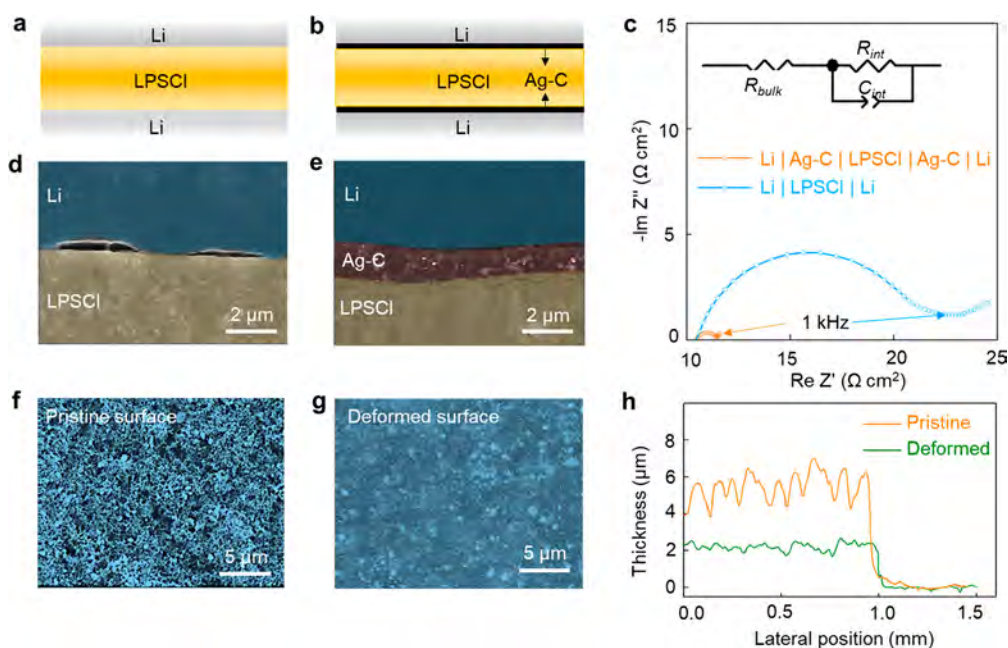 a
Li
LPSCl
Li
b
Li
LPSCl
Ag-C
Li
c
-Im Z'' (Ω cm²)
15
10
5
0
10
15
20
25
Re Z' (Ω cm²)
R_bulk
R_int
C_int
Li | Ag-C | LPSCl | Ag-C | Li
Li | LPSCl | Li
1 kHz
d
Li
LPSCl
2 μm
e
Li
Ag-C
LPSCl
2 μm
f
Pristine surface
5 μm
g
Deformed surface
5 μm
h
Thickness (μm)
8
6
4
2
0
0.0
0.5
1.0
1.5
Lateral position (mm)
Pristine
Deformed